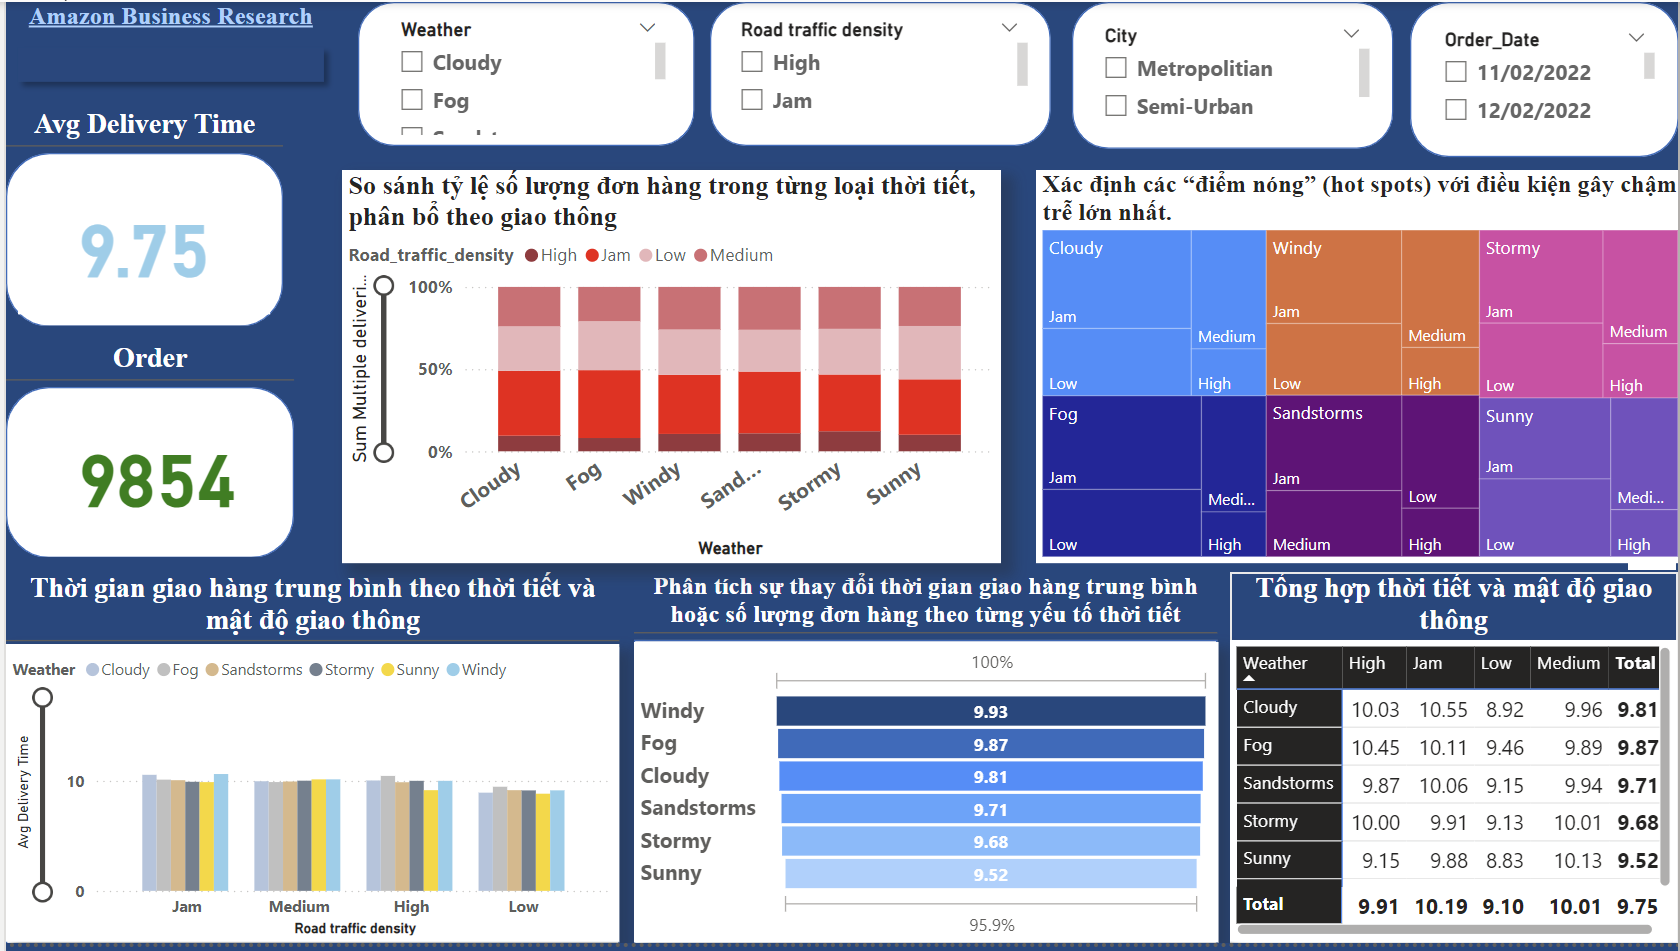 Amazon Business Research
Weather
Cloudy
Fog
Road traffic density
High
Jam
City
Metropolitian
Semi-Urban
Order_Date
11/02/2022
12/02/2022
Avg Delivery Time
9.75
Order
9854
So sánh tỷ lệ số lượng đơn hàng trong từng loại thời tiết,
phân bổ theo giao thông
Road_traffic_density High Jam Low Medium
Sum Multiple deliveri...
100%
50%
0%
Cloudy Fog Windy Sand... Stormy Sunny
Weather
Xác định các “điểm nóng” (hot spots) với điều kiện gây chậm
trễ lớn nhất.
Cloudy
Jam
Medium
Low
High
Windy
Jam
Medium
Low
High
Stormy
Jam
Medium
Low
High
Fog
Jam
Medi...
Low
High
Sandstorms
Jam
Low
Medium
High
Sunny
Jam
Medi...
Low
High
Thời gian giao hàng trung bình theo thời tiết và
mật độ giao thông
Weather Cloudy Fog Sandstorms Stormy Sunny Windy
Avg Delivery Time
10
0
Jam Medium High Low
Road traffic density
Phân tích sự thay đổi thời gian giao hàng trung bình
hoặc số lượng đơn hàng theo từng yếu tố thời tiết
100%
Windy 9.93
Fog 9.87
Cloudy 9.81
Sandstorms 9.71
Stormy 9.68
Sunny 9.52
95.9%
Tổng hợp thời tiết và mật độ giao
thông
Weather High Jam Low Medium Total
Cloudy 10.03 10.55 8.92 9.96 9.81
Fog 10.45 10.11 9.46 9.89 9.87
Sandstorms 9.87 10.06 9.15 9.94 9.71
Stormy 10.00 9.91 9.13 10.01 9.68
Sunny 9.15 9.88 8.83 10.13 9.52
Total 9.91 10.19 9.10 10.01 9.75